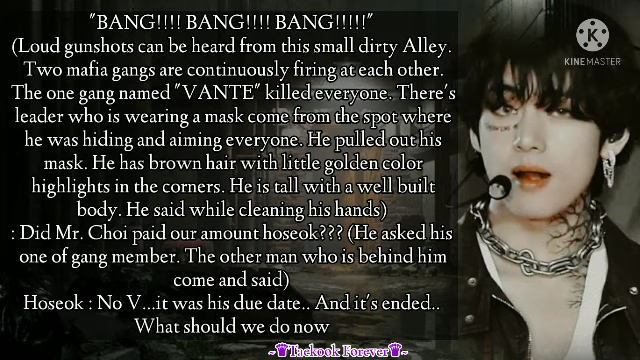 "BANG!!!! BANG!!!! BANG!!!!!"
(Loud gunshots can be heard from this small dirty Alley.
Two mafia gangs are continuously firing at each other.
The one gang named "VANTE" killed everyone. There's
leader who is wearing a mask come from the spot where
he was hiding and aiming everyone. He pulled out his
mask. He has brown hair with little golden color
highlights in the corners. He is tall with a well built
body. He said while cleaning his hands)
: Did Mr. Choi paid our amount hoseok??? (He asked his
one of gang member. The other man who is behind him
come and said)
Hoseok : No V...it was his due date.. And it's ended..
What should we do now
~♛Taekook Forever♛~
KINEMASTER